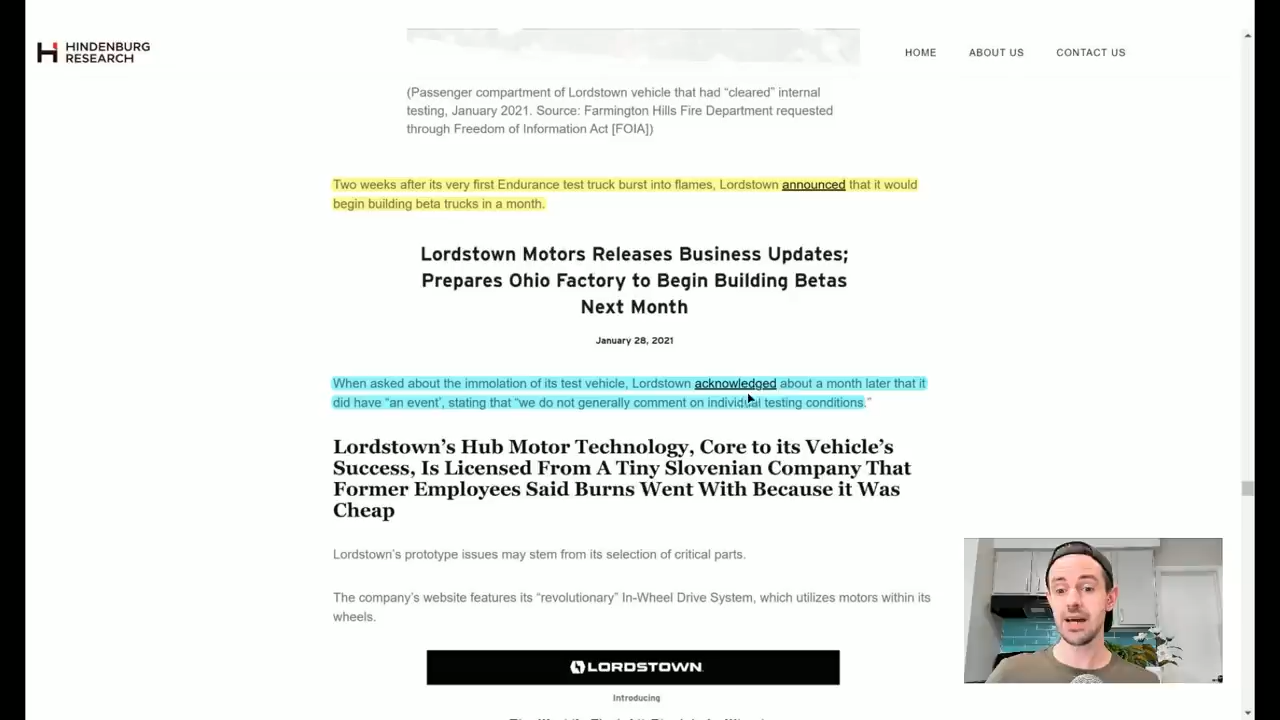 HINDENBURG
RESEARCH
HOME ABOUT US CONTACT US
(Passenger compartment of Lordstown vehicle that had “cleared” internal
testing, January 2021. Source: Farmington Hills Fire Department requested
through Freedom of Information Act [FOIA])
Two weeks after its very first Endurance test truck burst into flames, Lordstown announced that it would
begin building beta trucks in a month.
Lordstown Motors Releases Business Updates;
Prepares Ohio Factory to Begin Building Betas
Next Month
January 28, 2021
When asked about the immolation of its test vehicle, Lordstown acknowledged about a month later that it
did have “an event’, stating that “we do not generally comment on individual testing conditions.”
Lordstown’s Hub Motor Technology, Core to its Vehicle’s
Success, Is Licensed From A Tiny Slovenian Company That
Former Employees Said Burns Went With Because it Was
Cheap
Lordstown’s prototype issues may stem from its selection of critical parts.
The company’s website features its “revolutionary” In-Wheel Drive System, which utilizes motors within its
wheels.
LORDSTOWN
Introducing